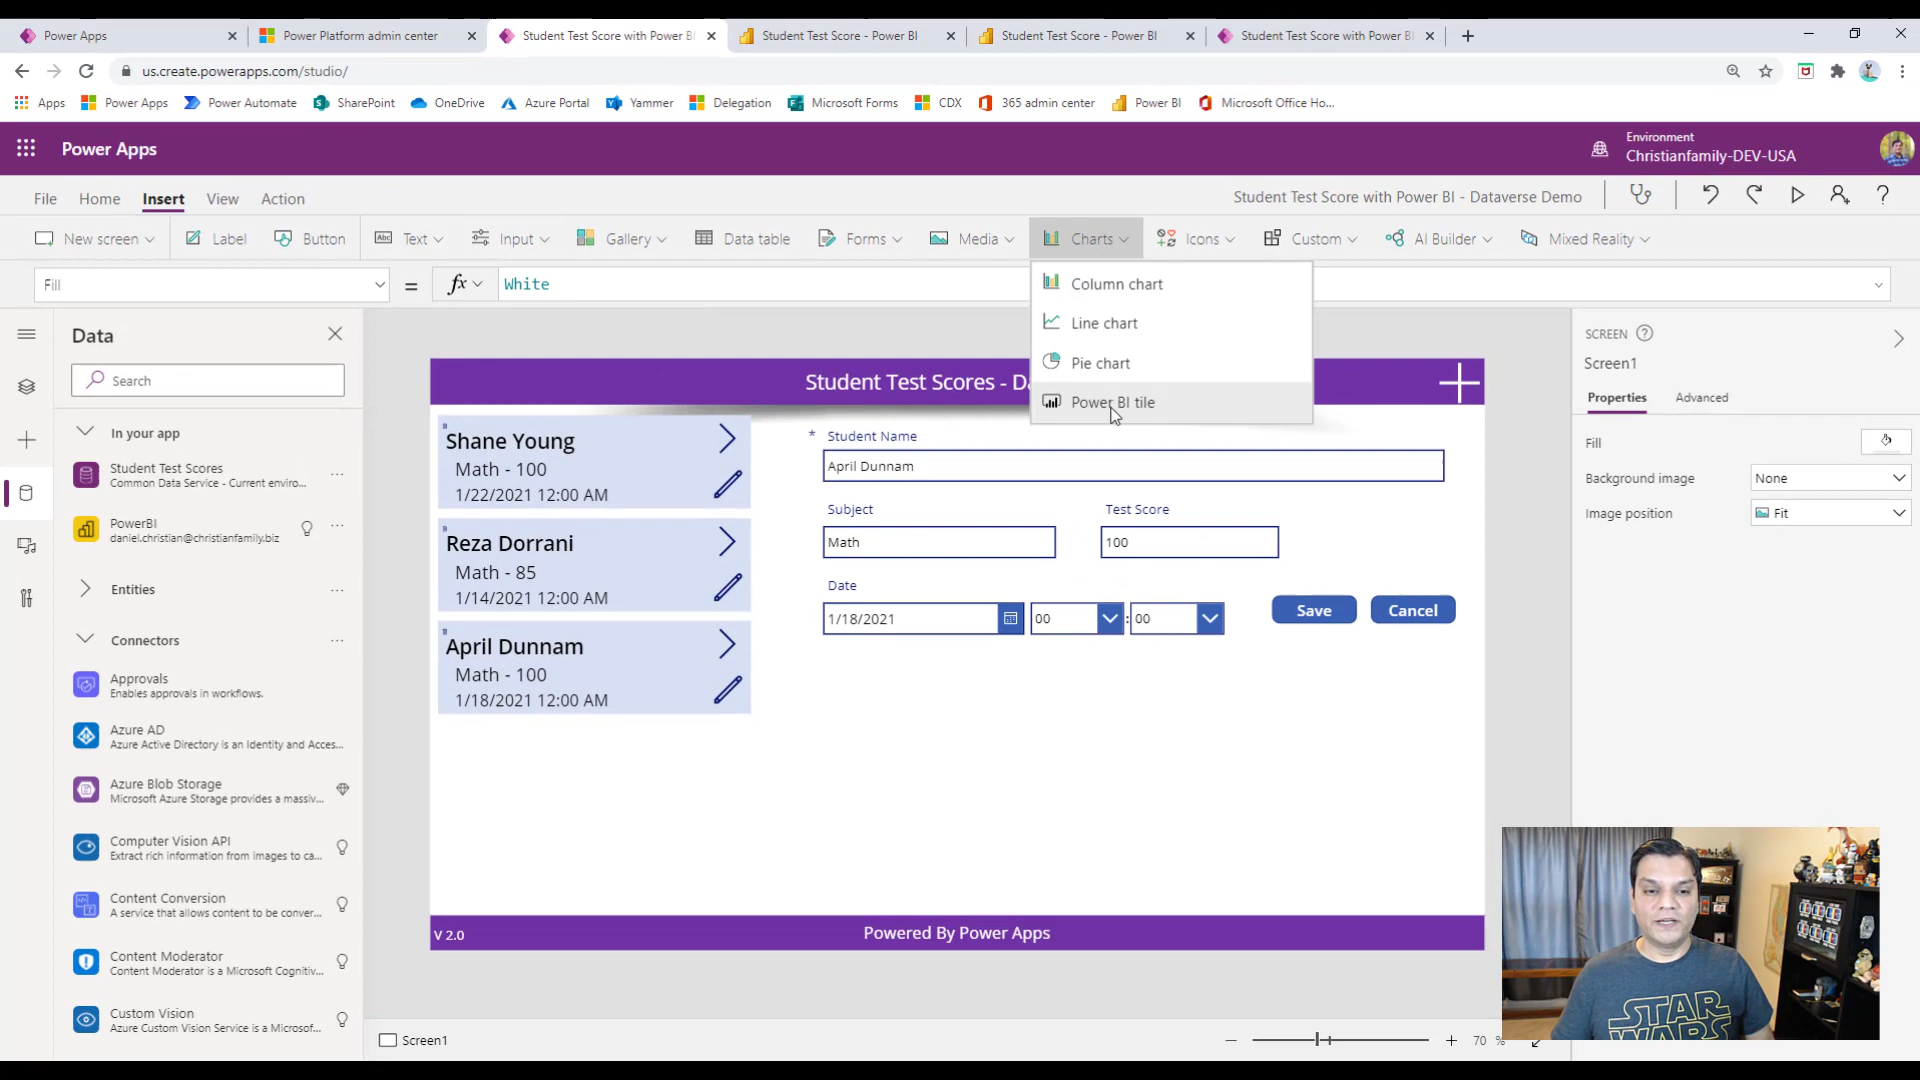 Power Apps
Power Platform admin center
Student Test Score with Power B
Student Test Score - Power BI
Student Test Score - Power BI
Student Test Score with Power B
us.create.powerapps.com/studio/
Apps
Power Apps
Power Automate
SharePoint
OneDrive
Azure Portal
Yammer
Delegation
Microsoft Forms
CDX
365 admin center
Power BI
Microsoft Office Ho...
Power Apps
Environment
Christianfamily-DEV-USA
File
Home
Insert
View
Action
Student Test Score with Power BI - Dataverse Demo
New screen
Label
Button
Text
Input
Gallery
Data table
Forms
Media
Charts
Icons
Custom
AI Builder
Mixed Reality
Fill
=
fx
White
Column chart
Line chart
Pie chart
Power BI tile
Data
Search
In your app
Student Test Scores
Common Data Service - Current enviro...
PowerBI
daniel.christian@christianfamily.biz
Entities
Connectors
Approvals
Enables approvals in workflows.
Azure AD
Azure Active Directory is an Identity and Acces...
Azure Blob Storage
Microsoft Azure Storage provides a massiv...
Computer Vision API
Extract rich information from images to ca...
Content Conversion
A service that allows content to be conver...
Content Moderator
Content Moderator is a Microsoft Cognitiv...
Custom Vision
Azure Custom Vision Service is a Microsof...
Student Test Scores - Da
Shane Young
Math - 100
1/22/2021 12:00 AM
Reza Dorrani
Math - 85
1/14/2021 12:00 AM
April Dunnam
Math - 100
1/18/2021 12:00 AM
* Student Name
April Dunnam
Subject
Test Score
Math
100
Date
1/18/2021
00
:
00
Save
Cancel
V 2.0
Powered By Power Apps
SCREEN
Screen1
Properties
Advanced
Fill
Background image
None
Image position
Fit
STAR
WARS
Screen1
70 %